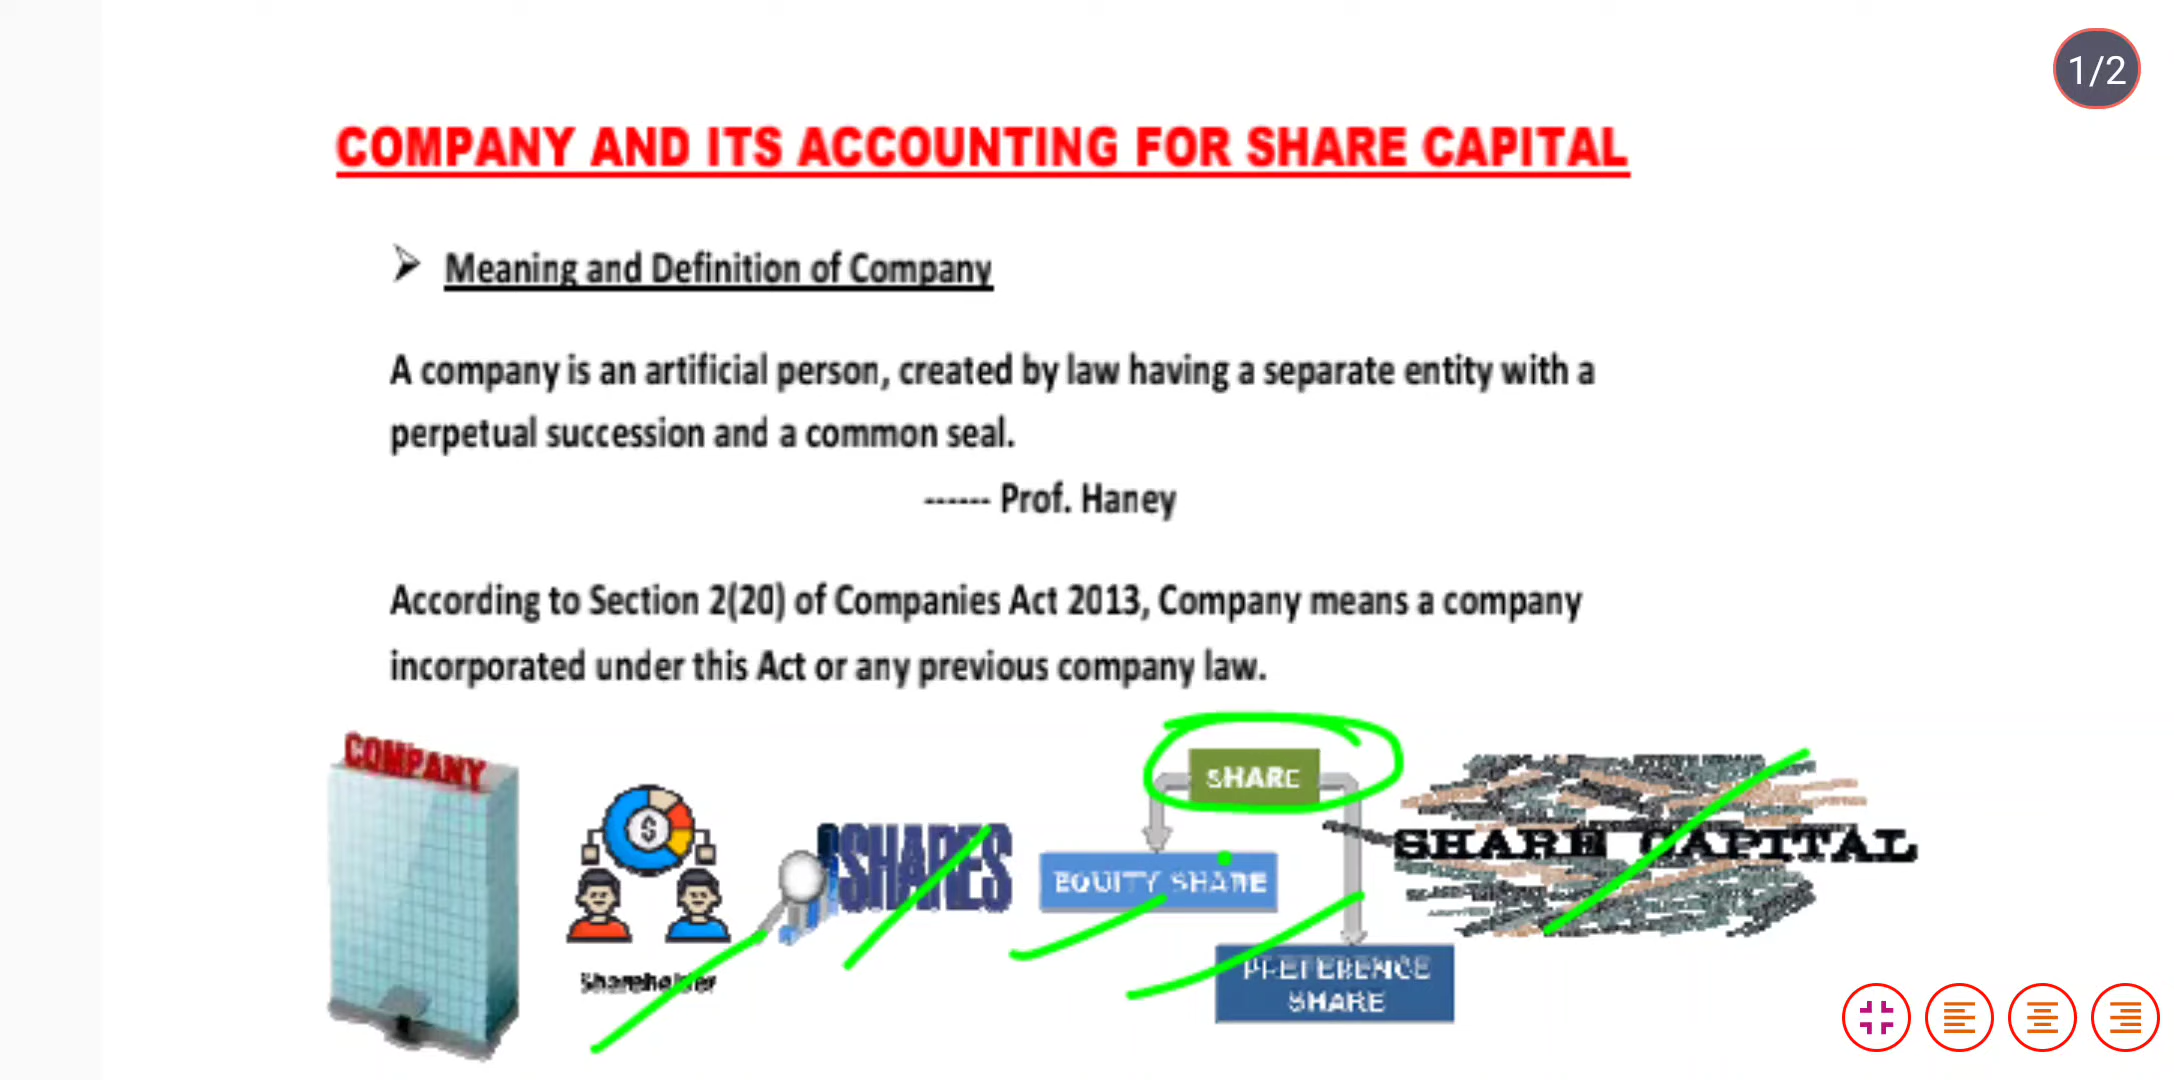 1/2
COMPANY AND ITS ACCOUNTING FOR SHARE CAPITAL
➤ Meaning and Definition of Company
A company is an artificial person, created by law having a separate entity with a
perpetual succession and a common seal.
------ Prof. Haney
According to Section 2(20) of Companies Act 2013, Company means a company
incorporated under this Act or any previous company law.
COMPANY
$
Shareholder
SHARES
SHARE
EQUITY SHARE
PREFERENCE
SHARE
SHARE CAPITAL